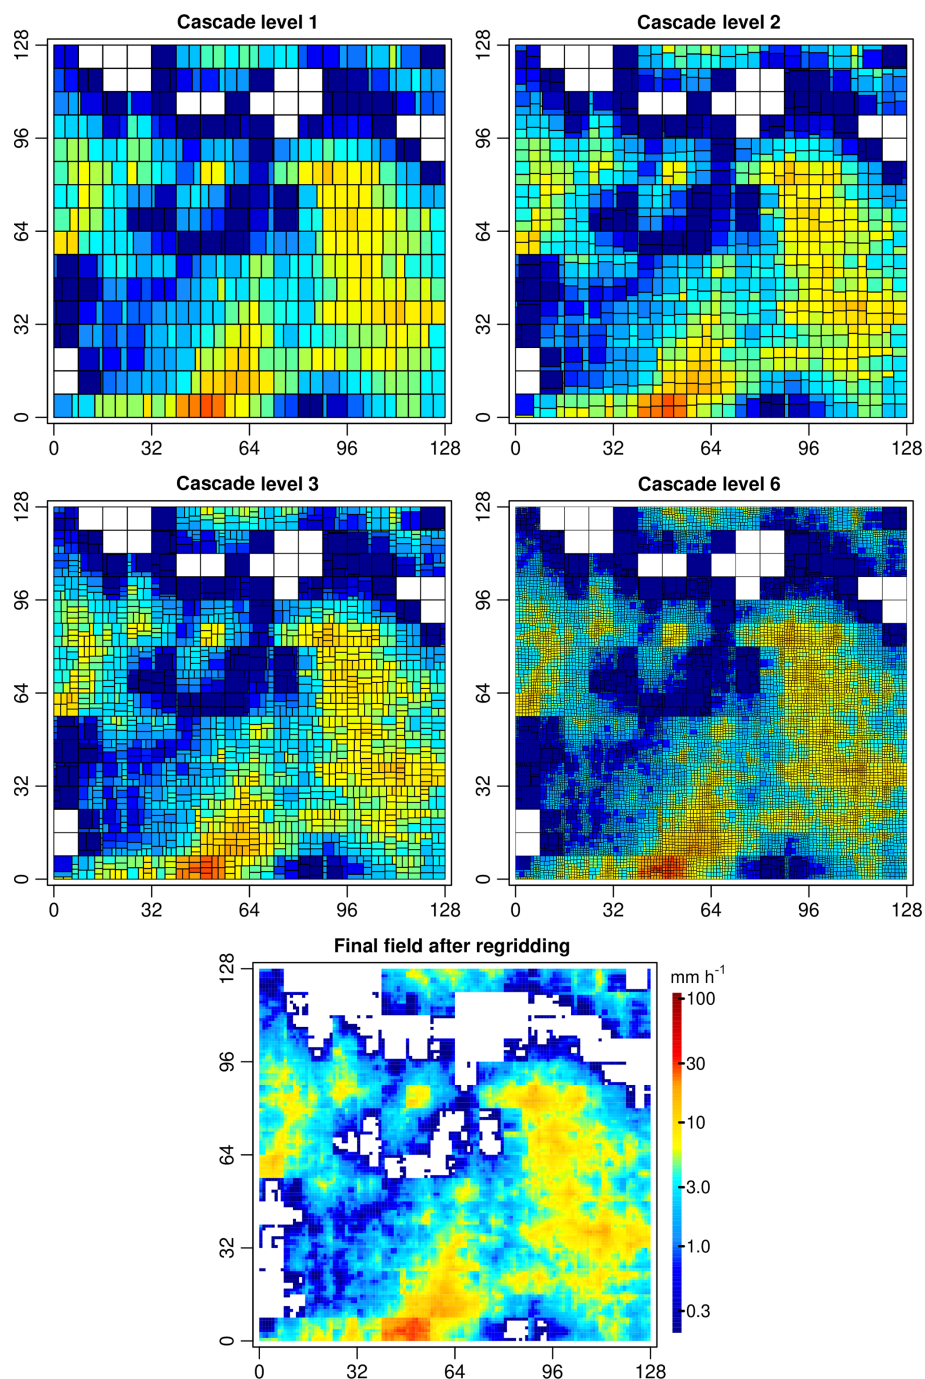 Cascade level 1
Cascade level 2
128
96
64
32
0
0 32 64 96 128
128
96
64
32
0
0 32 64 96 128
Cascade level 3
Cascade level 6
128
96
64
32
0
0 32 64 96 128
128
96
64
32
0
0 32 64 96 128
Final field after regridding
128
96
64
32
0
0 32 64 96 128
mm h-1
100
30
10
3.0
1.0
0.3